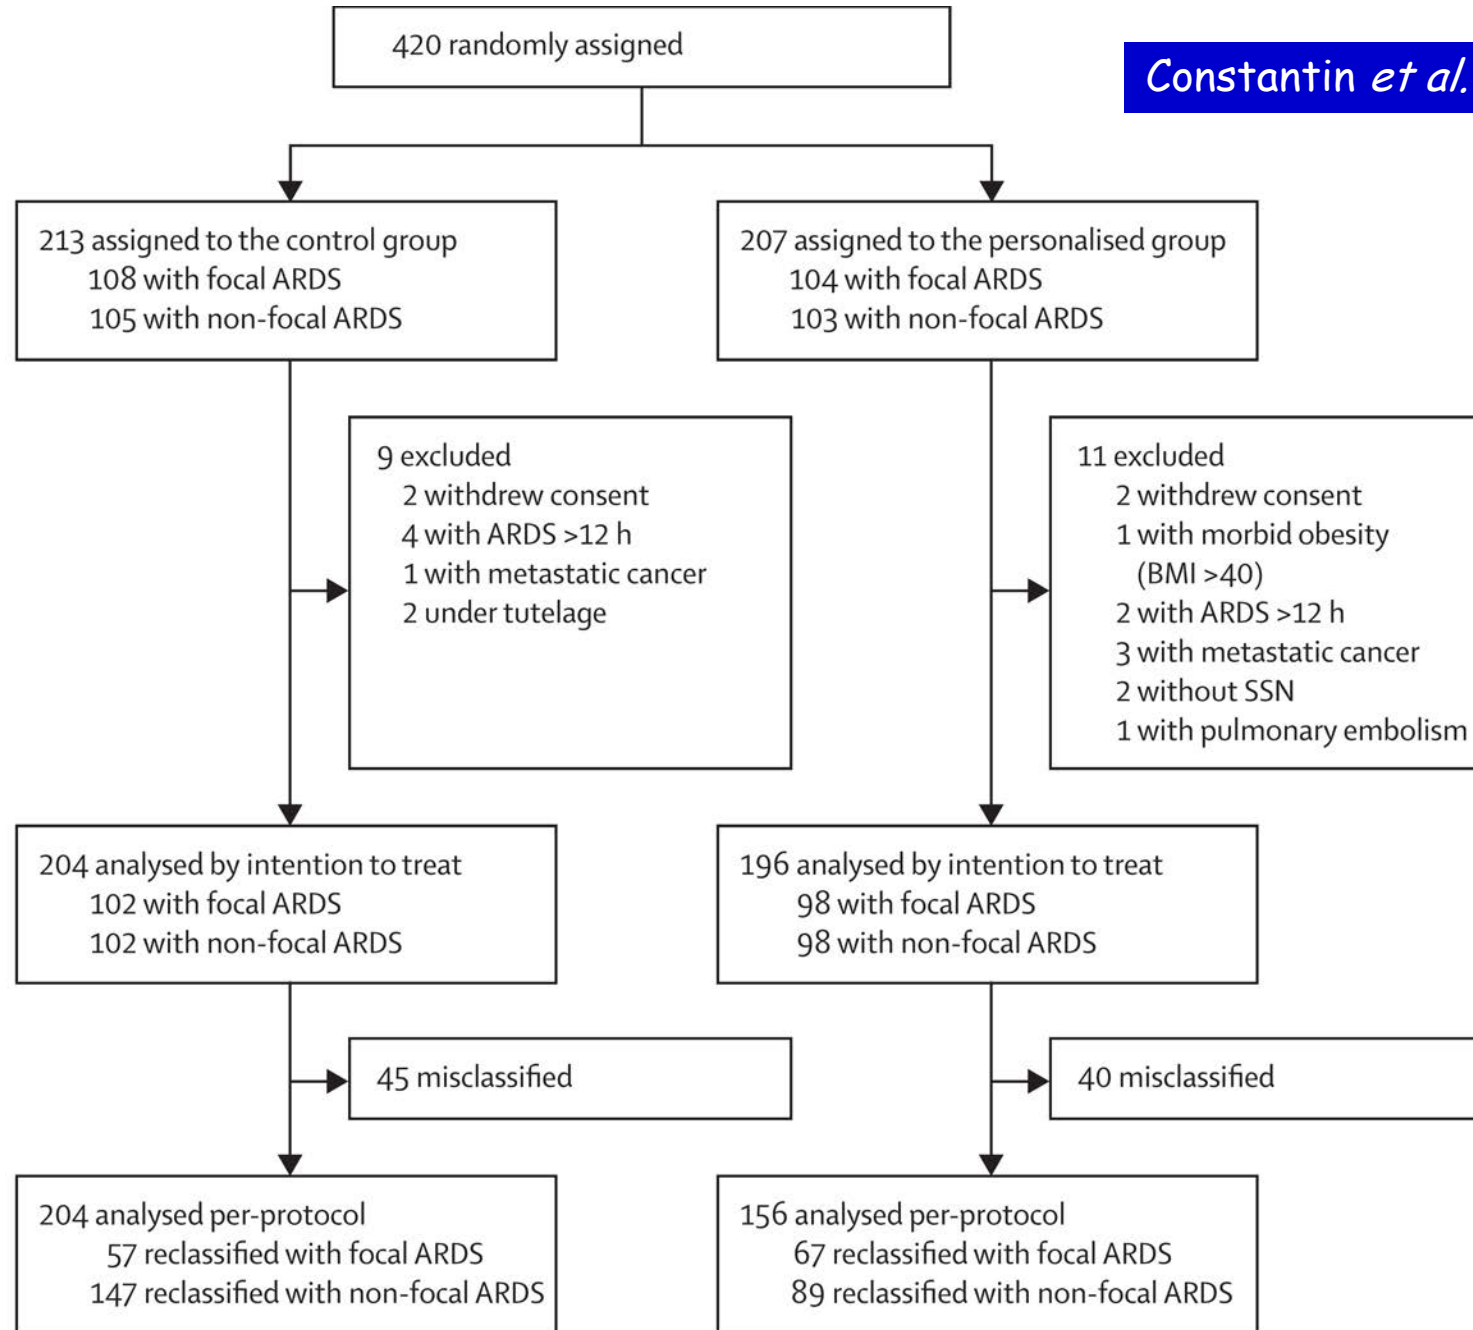 420 randomly assigned
Constantin et al.
213 assigned to the control group
108 with focal ARDS
105 with non-focal ARDS
207 assigned to the personalised group
104 with focal ARDS
103 with non-focal ARDS
9 excluded
2 withdrew consent
4 with ARDS >12 h
1 with metastatic cancer
2 under tutelage
11 excluded
2 withdrew consent
1 with morbid obesity
(BMI >40)
2 with ARDS >12 h
3 with metastatic cancer
2 without SSN
1 with pulmonary embolism
204 analysed by intention to treat
102 with focal ARDS
102 with non-focal ARDS
196 analysed by intention to treat
98 with focal ARDS
98 with non-focal ARDS
45 misclassified
40 misclassified
204 analysed per-protocol
57 reclassified with focal ARDS
147 reclassified with non-focal ARDS
156 analysed per-protocol
67 reclassified with focal ARDS
89 reclassified with non-focal ARDS